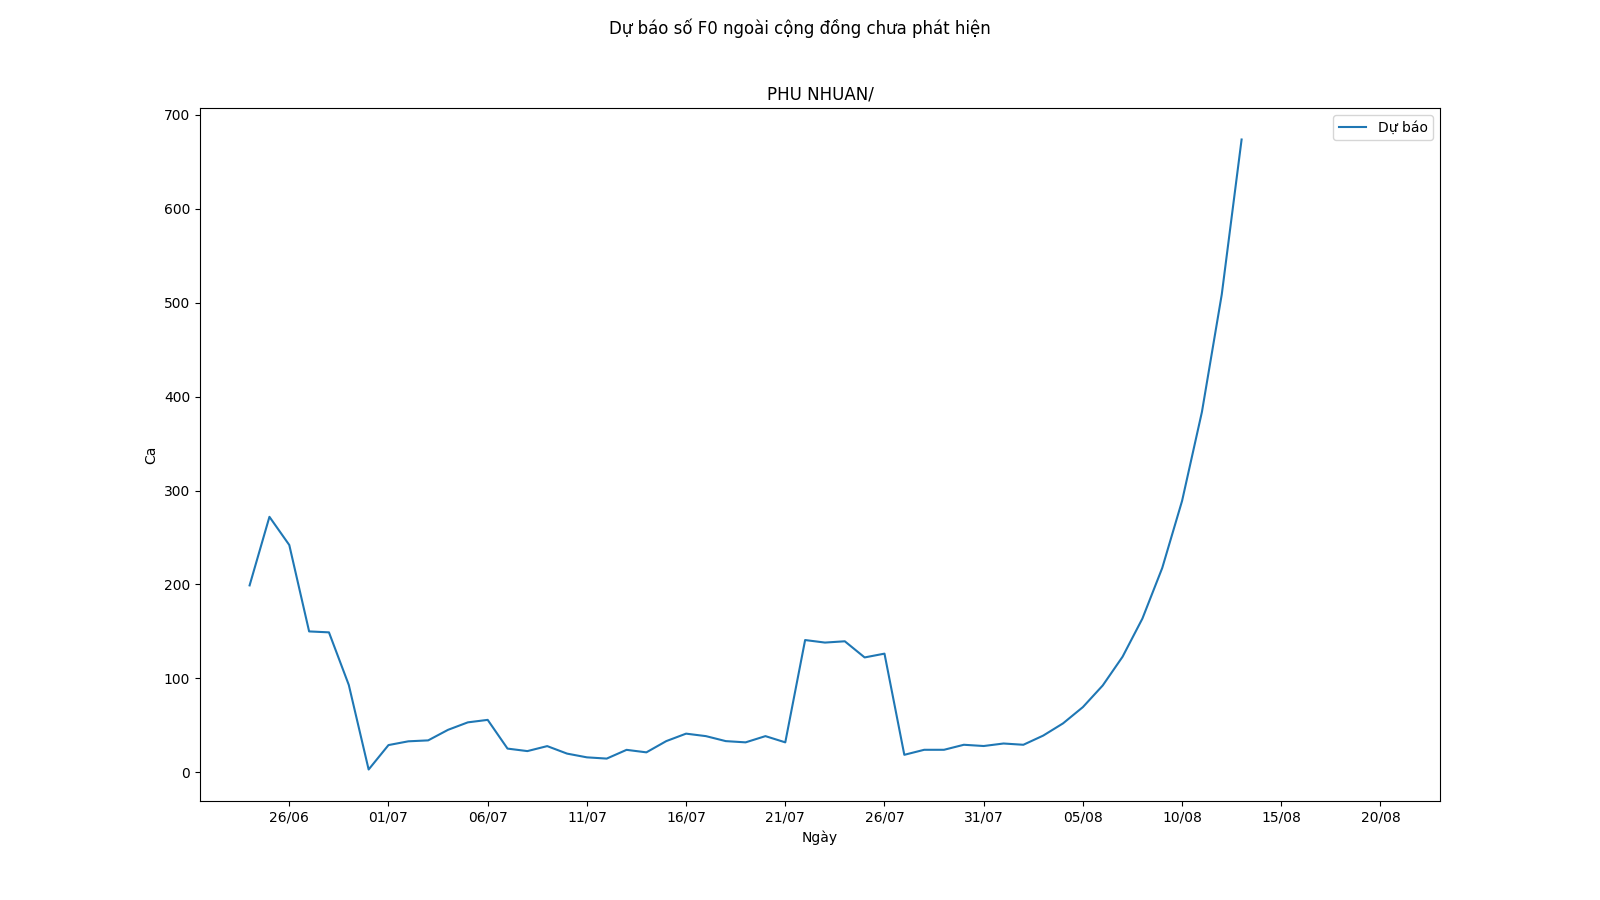 Dự báo số F0 ngoài cộng đồng chưa phát hiện
PHU NHUAN/
700
600
500
400
300
200
100
0
Ca
Dự báo
26/06 01/07 06/07 11/07 16/07 21/07 26/07 31/07 05/08 10/08 15/08 20/08
Ngày